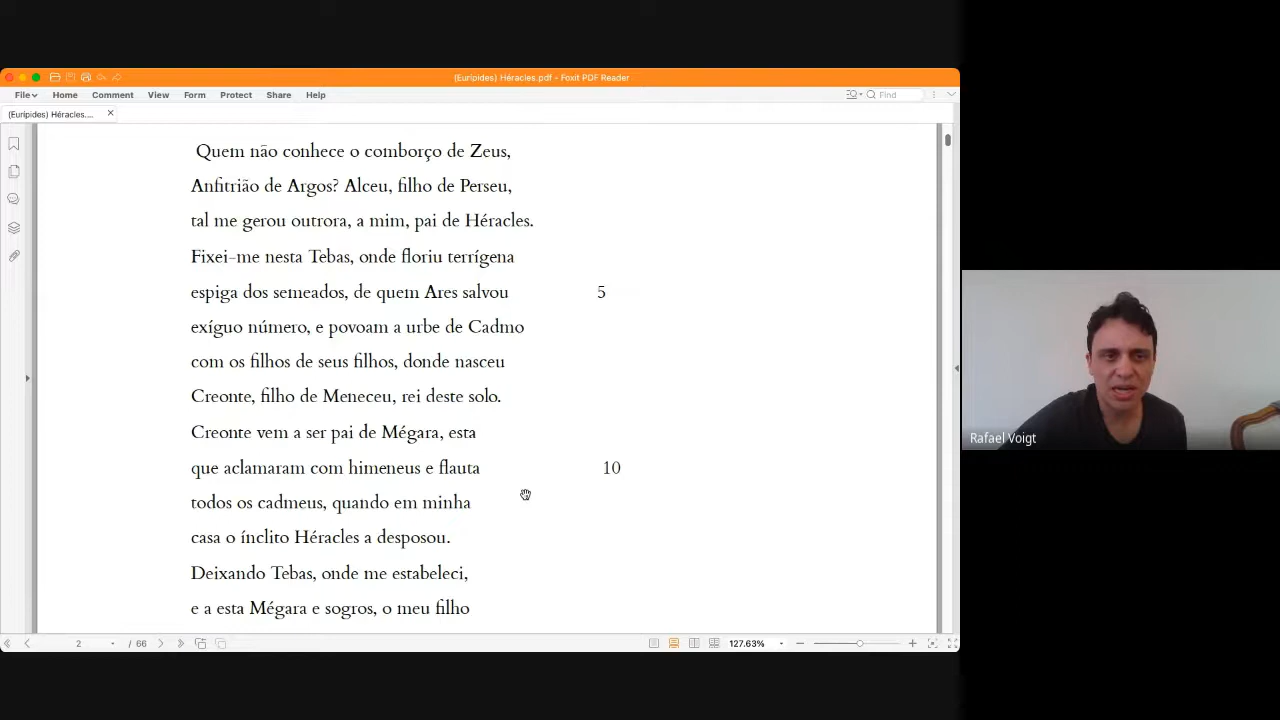 (Eurípides) Héracles.pdf - Foxit PDF Reader
File Home Comment View Form Protect Share Help Find
(Eurípides) Héracles....
Quem não conhece o comborço de Zeus,
Anfitrião de Argos? Alceu, filho de Perseu,
tal me gerou outrora, a mim, pai de Héracles.
Fixei-me nesta Tebas, onde floriu terrígena
espiga dos semeados, de quem Ares salvou 5
exíguo número, e povoam a urbe de Cadmo
com os filhos de seus filhos, donde nasceu
Creonte, filho de Meneceu, rei deste solo.
Creonte vem a ser pai de Mégara, esta
que aclamaram com himeneus e flauta 10
todos os cadmeus, quando em minha
casa o ínclito Héracles a desposou.
Deixando Tebas, onde me estabeleci,
e a esta Mégara e sogros, o meu filho
2 / 66 127.63%
Rafael Voigt